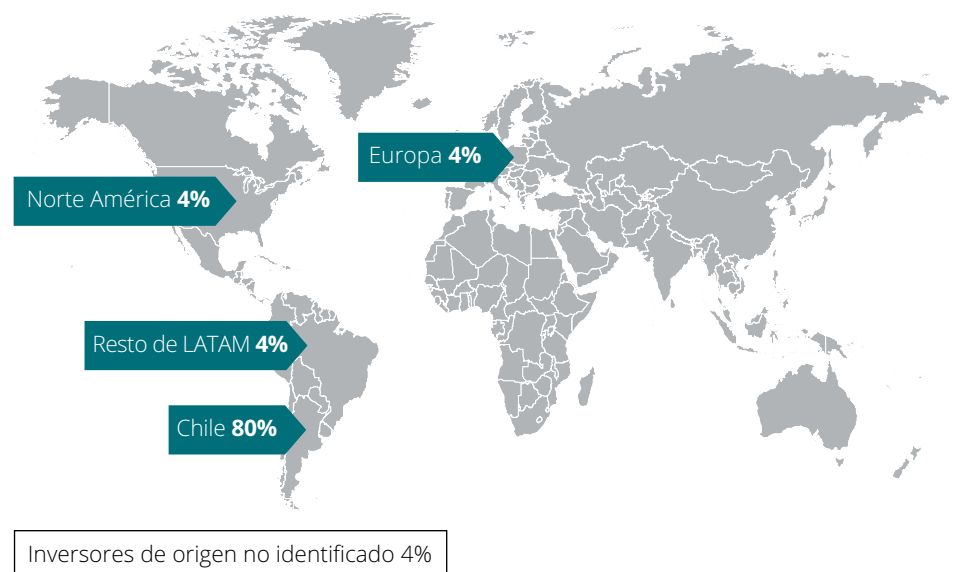 Europa 4%
Norte América 4%
Resto de LATAM 4%
Chile 80%
Inversores de origen no identificado 4%